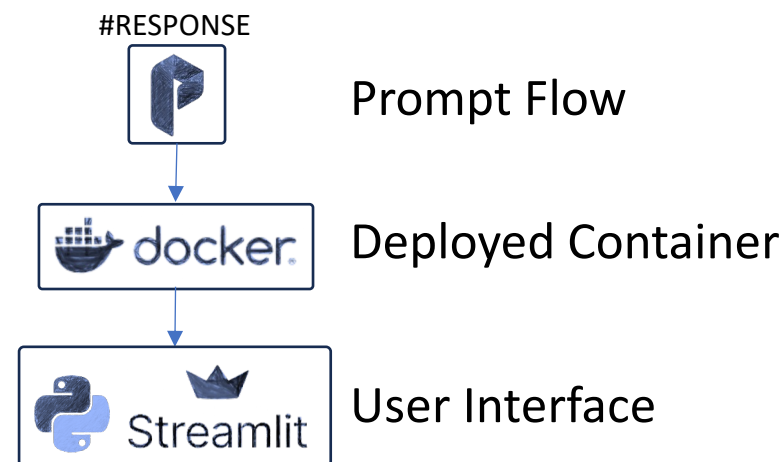 #RESPONSE
Prompt Flow
docker®
Deployed Container
Streamlit
User Interface